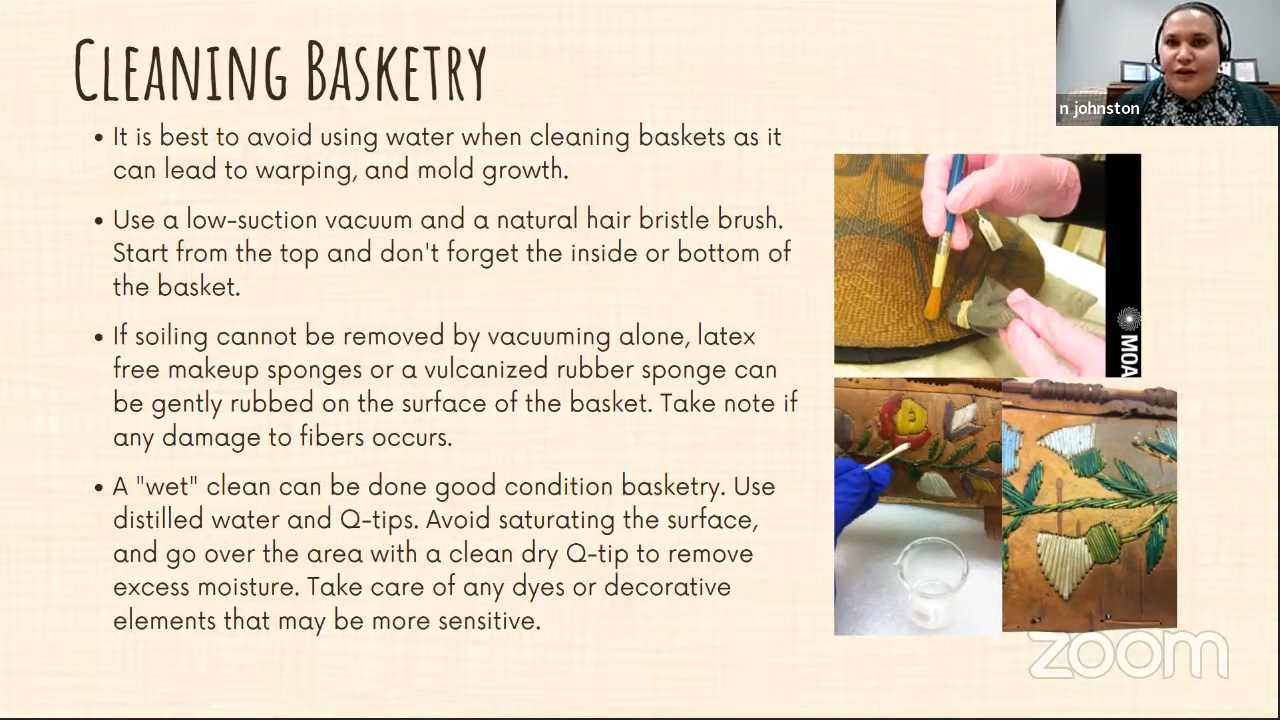 Cleaning Basketry
n johnston
• It is best to avoid using water when cleaning baskets as it
can lead to warping, and mold growth.
• Use a low-suction vacuum and a natural hair bristle brush.
Start from the top and don't forget the inside or bottom of
the basket.
• If soiling cannot be removed by vacuuming alone, latex
free makeup sponges or a vulcanized rubber sponge can
be gently rubbed on the surface of the basket. Take note if
any damage to fibers occurs.
• A "wet" clean can be done good condition basketry. Use
distilled water and Q-tips. Avoid saturating the surface,
and go over the area with a clean dry Q-tip to remove
excess moisture. Take care of any dyes or decorative
elements that may be more sensitive.
MOA
zoom